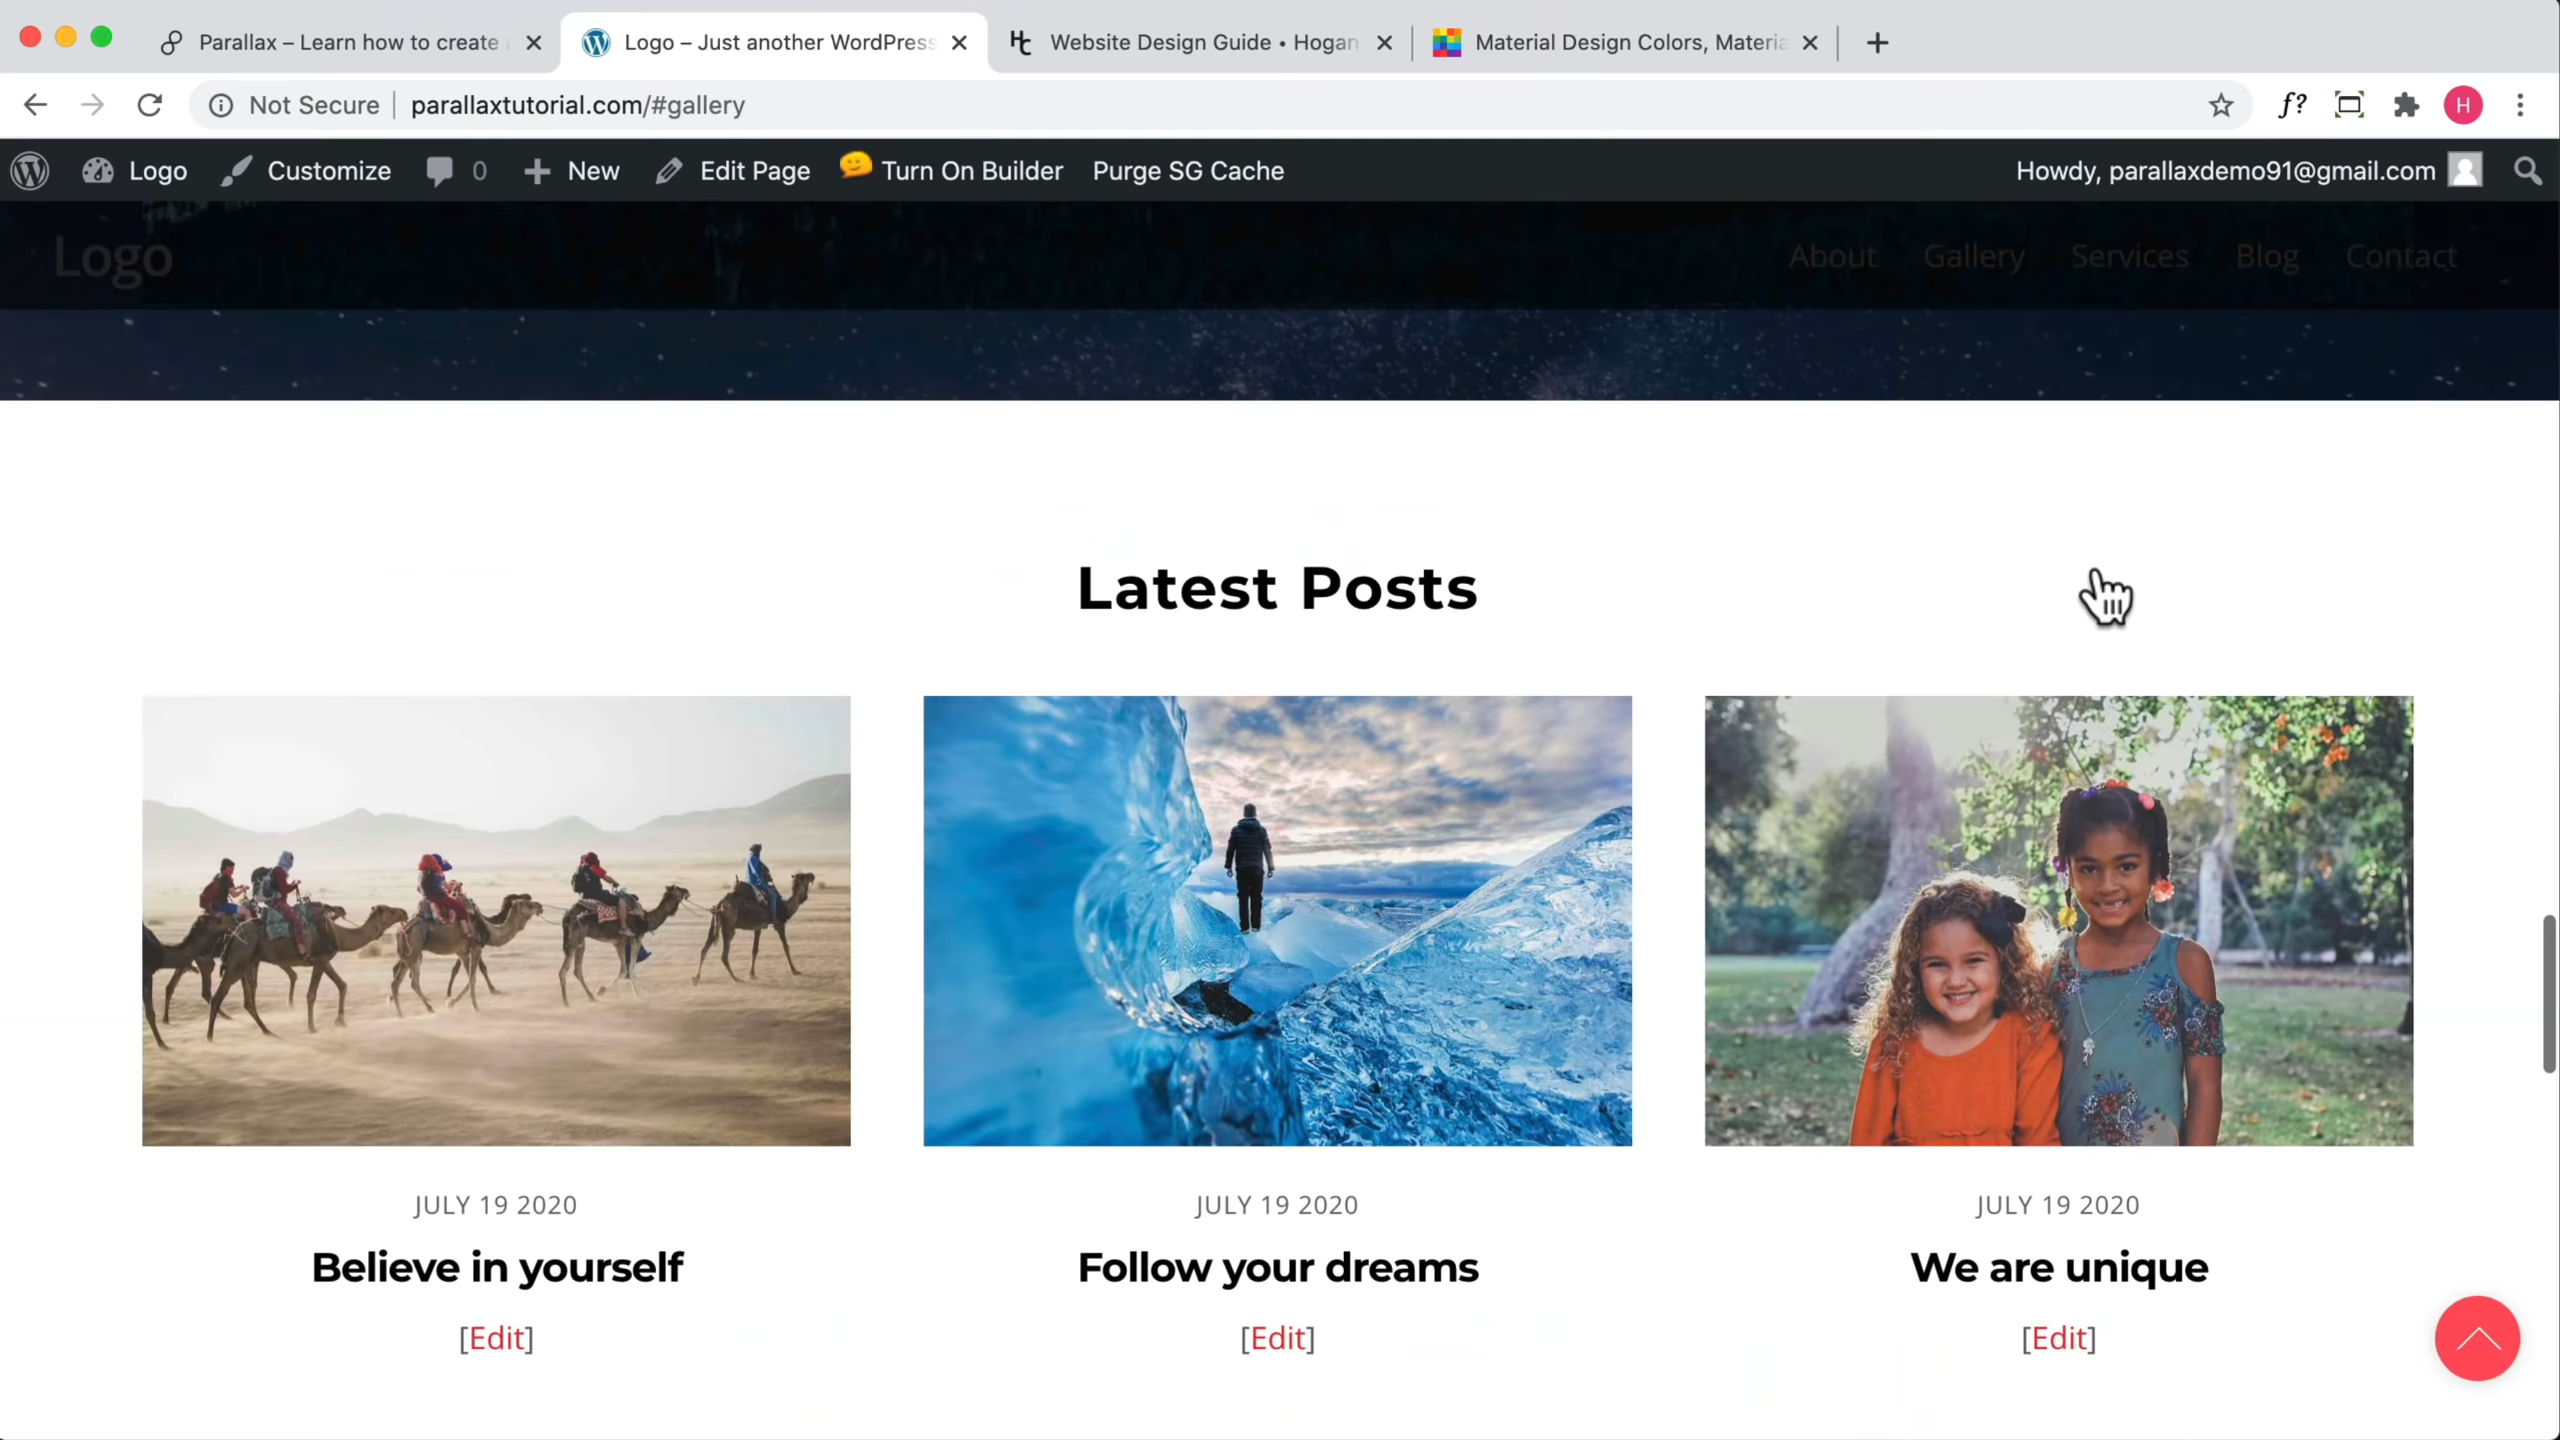 Parallax – Learn how to create
Logo – Just another WordPress
Website Design Guide • Hogan
Material Design Colors, Materia
Not Secure
parallaxtutorial.com/#gallery
f?
H
Logo
Customize
0
New
Edit Page
Turn On Builder
Purge SG Cache
Howdy, parallaxdemo91@gmail.com
Logo
About
Gallery
Services
Blog
Contact
Latest Posts
JULY 19 2020
Believe in yourself
[Edit]
JULY 19 2020
Follow your dreams
[Edit]
JULY 19 2020
We are unique
[Edit]